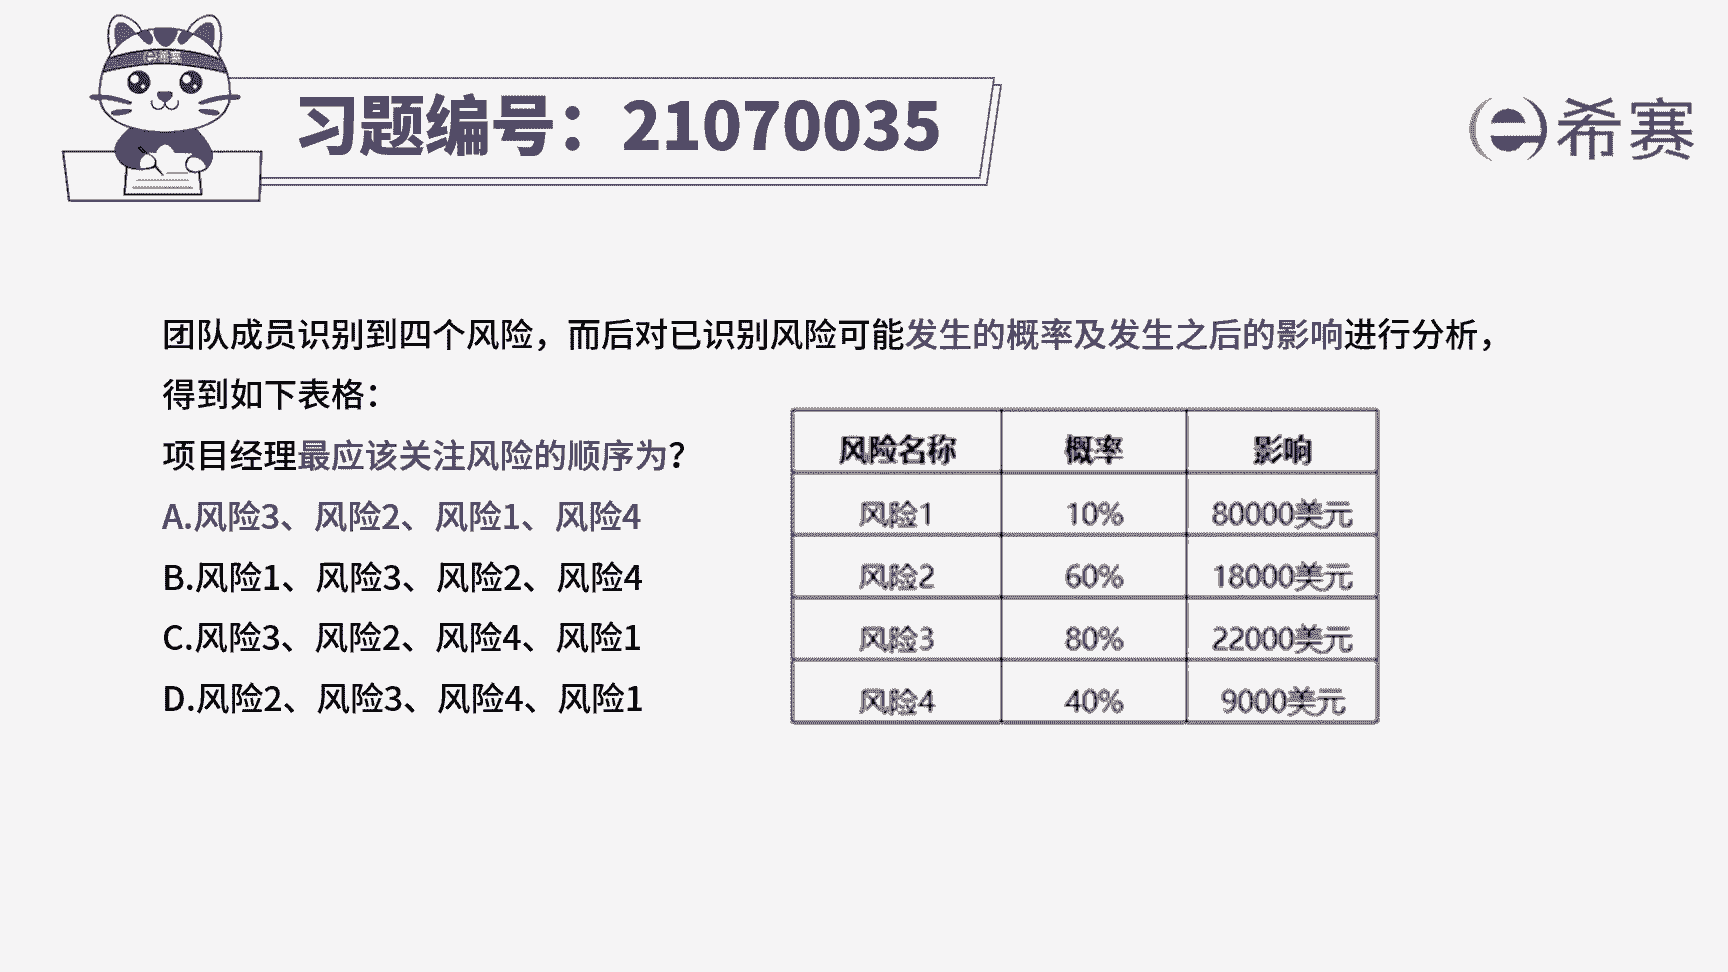 e希赛
习题编号：21070035
希赛
团队成员识别到四个风险，而后对已识别风险可能发生的概率及发生之后的影响进行分析，
得到如下表格：
项目经理最应该关注风险的顺序为？
A.风险3、风险2、风险1、风险4
B.风险1、风险3、风险2、风险4
C.风险3、风险2、风险4、风险1
D.风险2、风险3、风险4、风险1
风险名称 概率 影响
风险1 10% 80000美元
风险2 60% 18000美元
风险3 80% 22000美元
风险4 40% 9000美元